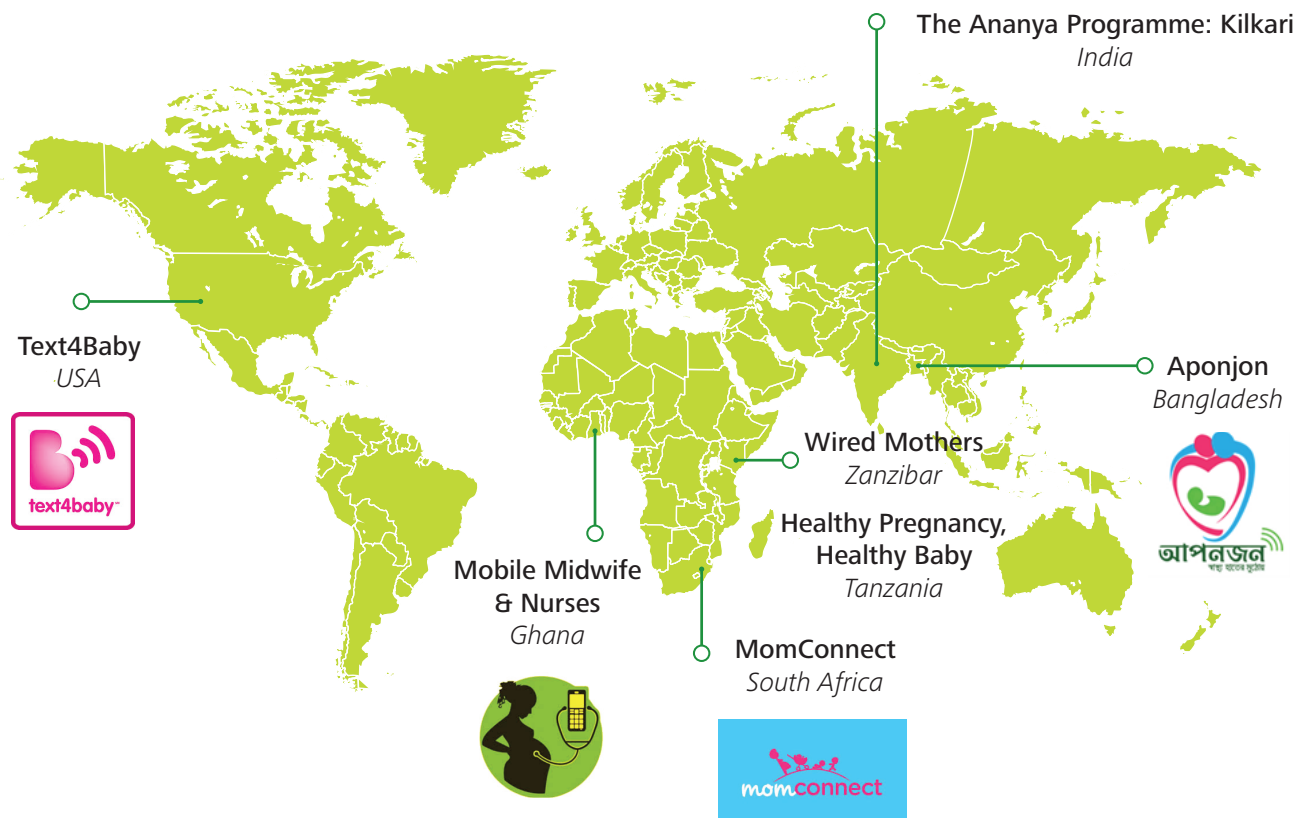 The Ananya Programme: Kilkari
India
Text4Baby
USA
text4baby™
Aponjon
Bangladesh
আপনজন
স্বাস্থ্য হাতের মুঠোয়
Wired Mothers
Zanzibar
Healthy Pregnancy,
Healthy Baby
Tanzania
Mobile Midwife
& Nurses
Ghana
MomConnect
South Africa
momconnect